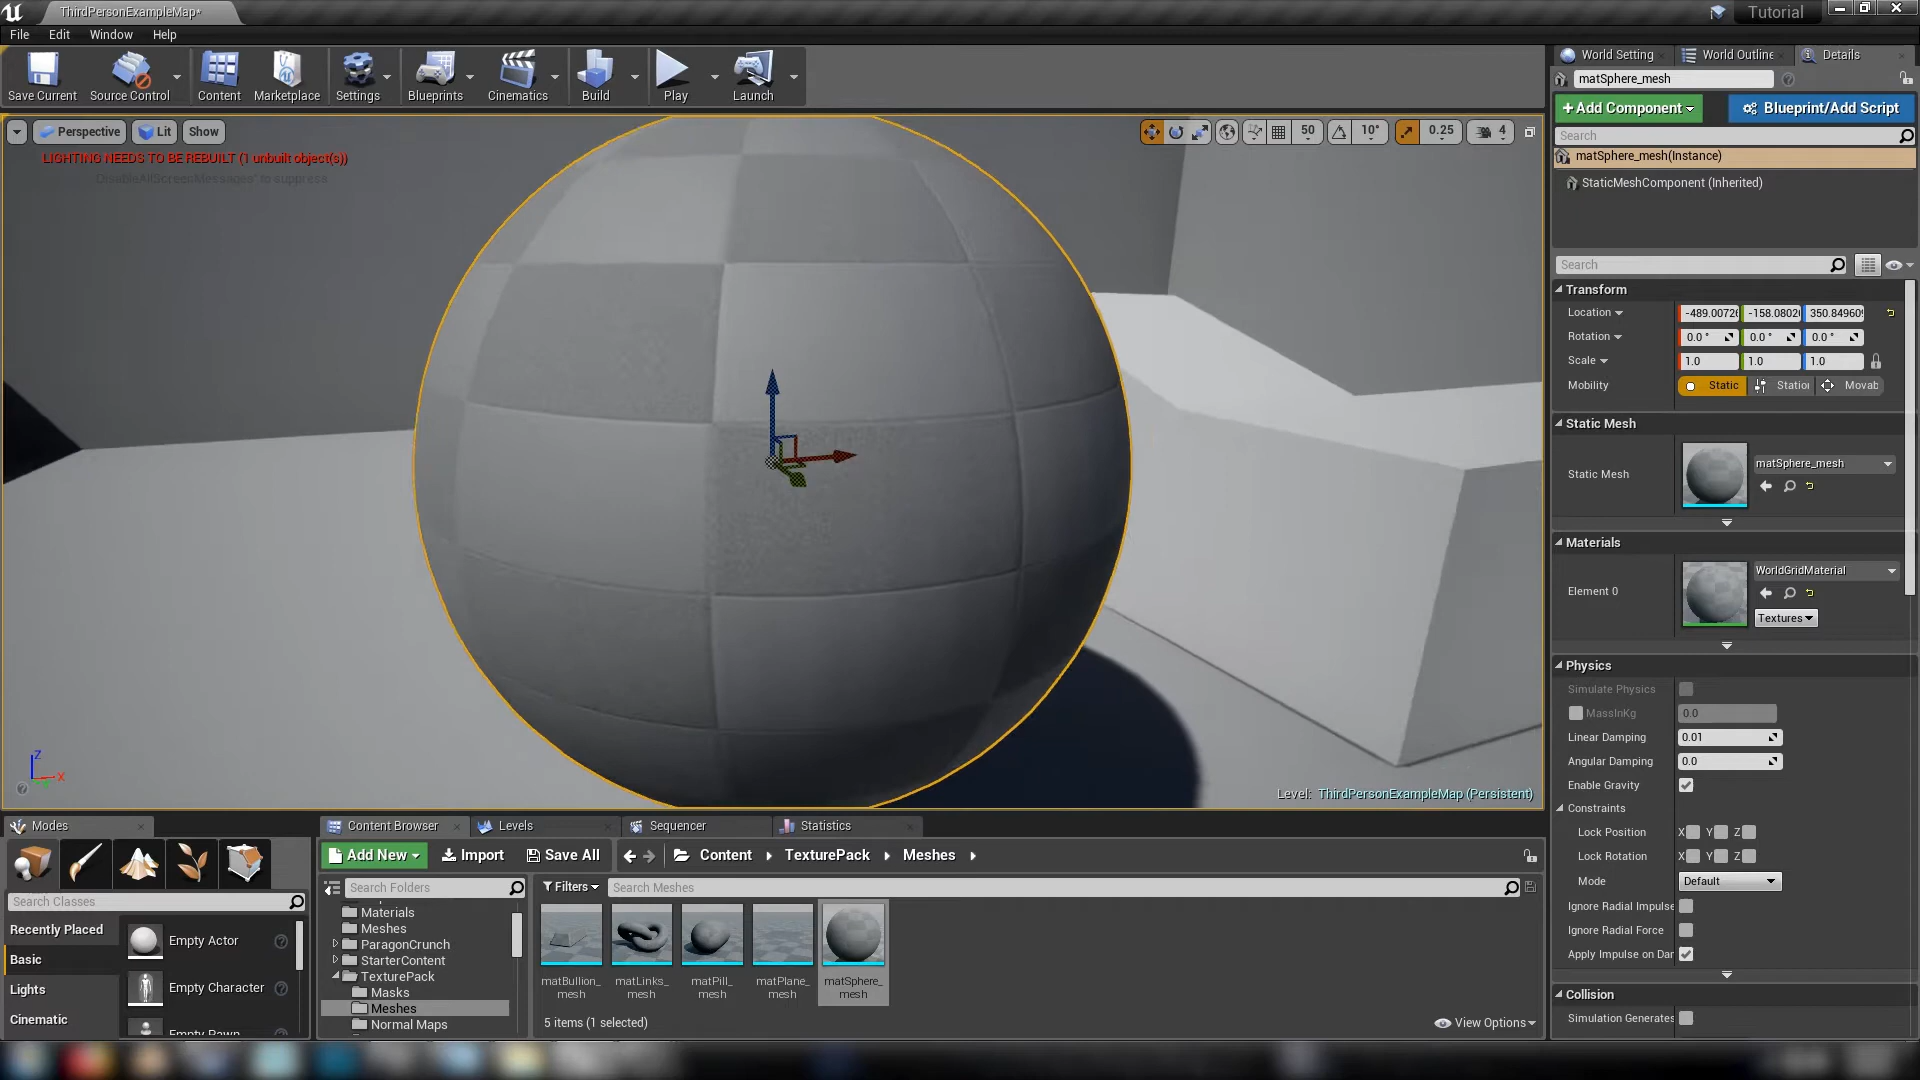 ThirdPersonExampleMap*
Tutorial
File Edit Window Help
Save Current
Source Control
Content
Marketplace
Settings
Blueprints
Cinematics
Build
Play
Launch
World Setting
World Outline
Details
matSphere_mesh
+Add Component
Blueprint/Add Script
Search
matSphere_mesh(Instance)
StaticMeshComponent (Inherited)
Perspective
Lit
Show
50
10°
0.25
4
LIGHTING NEEDS TO BE REBUILT (1 unbuilt object(s))
DisableAllScreenMessages" to suppress
Level: ThirdPersonExampleMap (Persistent)
Z
X
Search
Transform
Location -489.0072 -158.0802 350.84960
Rotation 0.0 ° 0.0 ° 0.0 °
Scale 1.0 1.0 1.0
Mobility Static Station Movab
Static Mesh
Static Mesh
matSphere_mesh
Materials
Element 0
WorldGridMaterial
Textures
Physics
Simulate Physics
MassInKg 0.0
Linear Damping 0.01
Angular Damping 0.0
Enable Gravity
Constraints
Lock Position X Y Z
Lock Rotation X Y Z
Mode Default
Ignore Radial Impulse
Ignore Radial Force
Apply Impulse on Dar
Collision
Simulation Generates
Modes
Search Classes
Recently Placed
Basic
Lights
Cinematic
Empty Actor
Empty Character
Empty Pawn
Content Browser
Levels
Sequencer
Statistics
Add New
Import
Save All
Content
TexturePack
Meshes
Search Folders
Filters
Search Meshes
Materials
Meshes
ParagonCrunch
StarterContent
TexturePack
Masks
Meshes
Normal Maps
matBullion_
mesh
matLinks_
mesh
matPill_
mesh
matPlane_
mesh
matSphere_
mesh
5 items (1 selected)
View Options